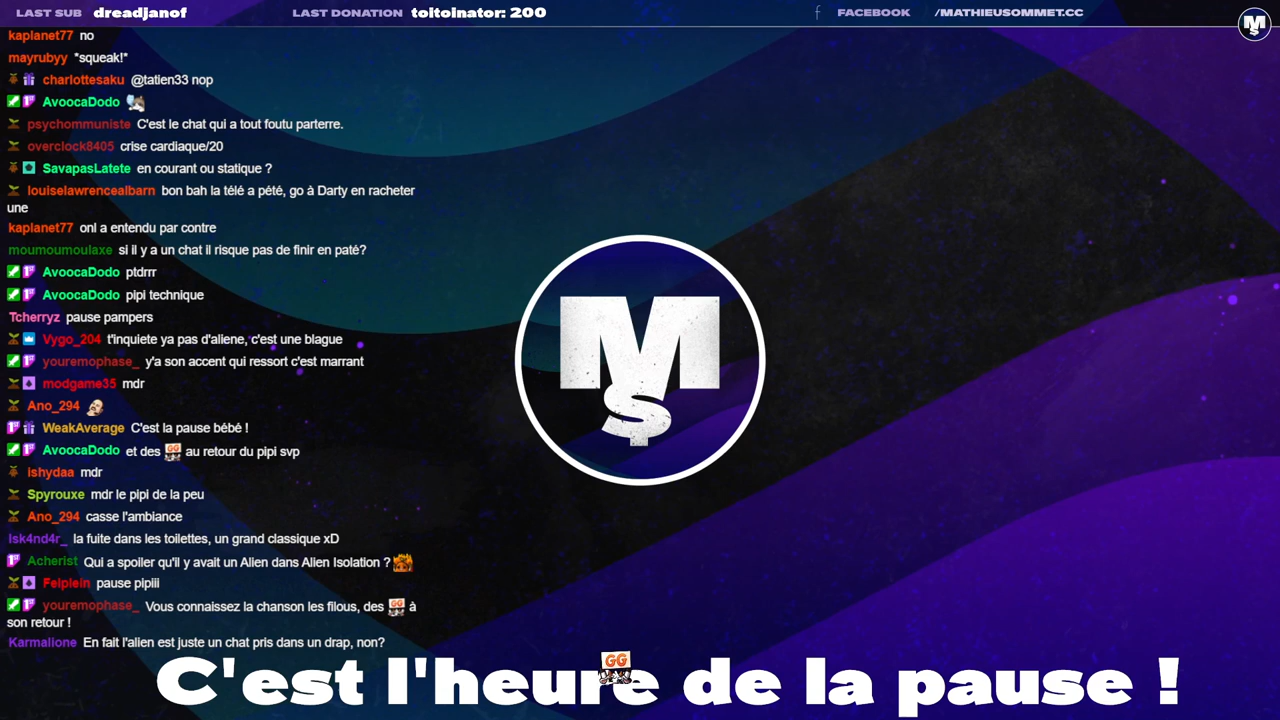 LAST SUB dreadjanof LAST DONATION toitoinator: 200 FACEBOOK /MATHIEUSOMMET.CC
kaplanet77 no
mayrubyy *squeak!*
charlottesaku @tatien33 nop
AvoocaDodo
psychommuniste C'est le chat qui a tout foutu parterre.
overclock8405 crise cardiaque/20
SavapasLatete en courant ou statique ?
louiselawrencealbarn bon bah la télé a pété, go à Darty en racheter
une
kaplanet77 onl a entendu par contre
moumoumoulaxe si il y a un chat il risque pas de finir en paté?
AvoocaDodo ptdrrr
AvoocaDodo pipi technique
Tcherryz pause pampers
Vygo_204 t'inquiete ya pas d'aliene, c'est une blague
youremophase_ y'a son accent qui ressort c'est marrant
modgame35 mdr
Ano_294
WeakAverage C'est la pause bébé !
AvoocaDodo et des GG au retour du pipi svp
ishydaa mdr
Spyrouxe mdr le pipi de la peu
Ano_294 casse l'ambiance
Isk4nd4r_ la fuite dans les toilettes, un grand classique xD
Acherist Qui a spoiler qu'il y avait un Alien dans Alien Isolation ?
Felplein pause pipiii
youremophase_ Vous connaissez la chanson les filous, des GG à
son retour !
Karmalione En fait l'alien est juste un chat pris dans un drap, non?
MS
GG
C'est l'heure de la pause !